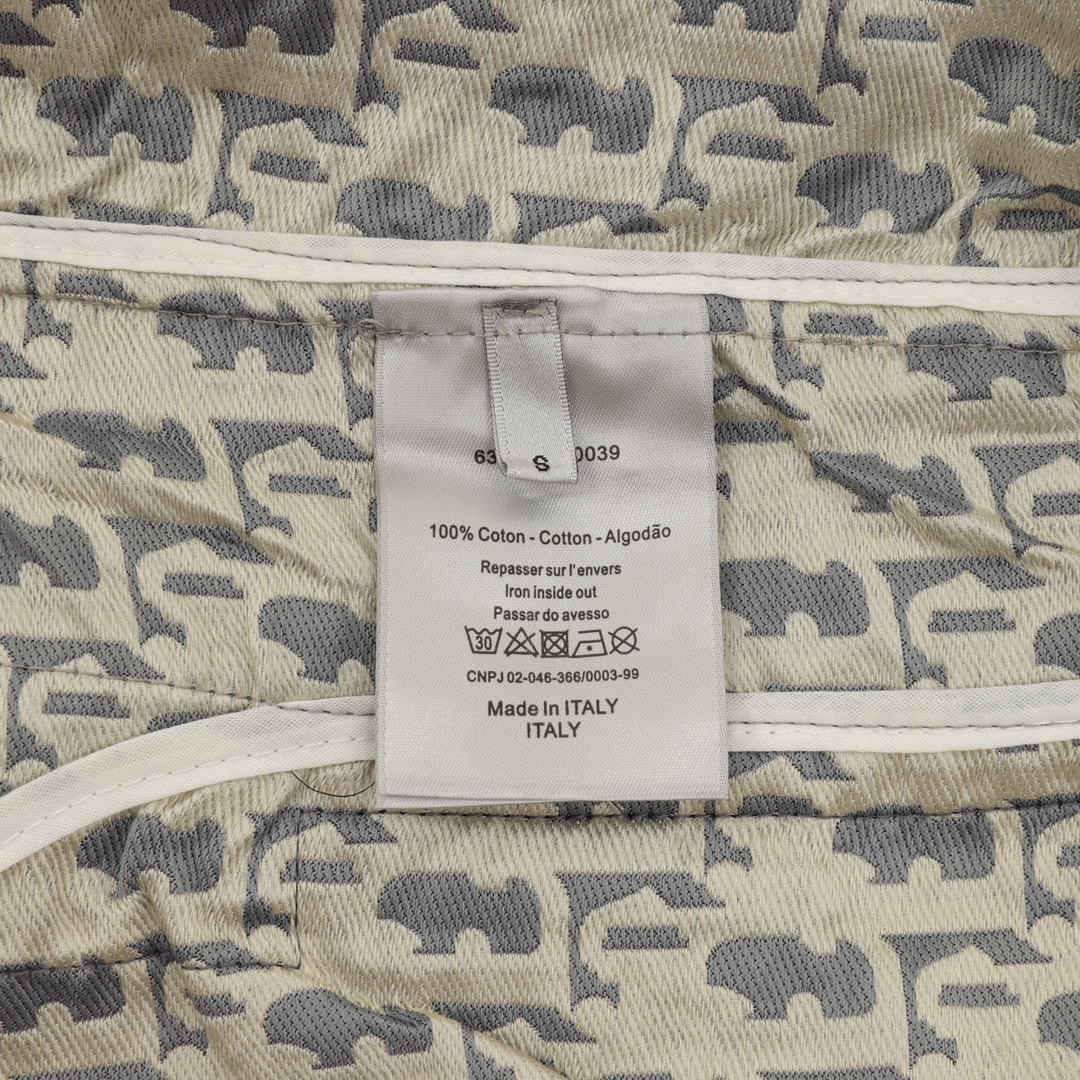 63 0039
S
100% Coton - Cotton - Algodão
Repasser sur l'envers
Iron inside out
Passar do avesso
30
CNPJ 02-046-366/0003-99
Made In ITALY
ITALY